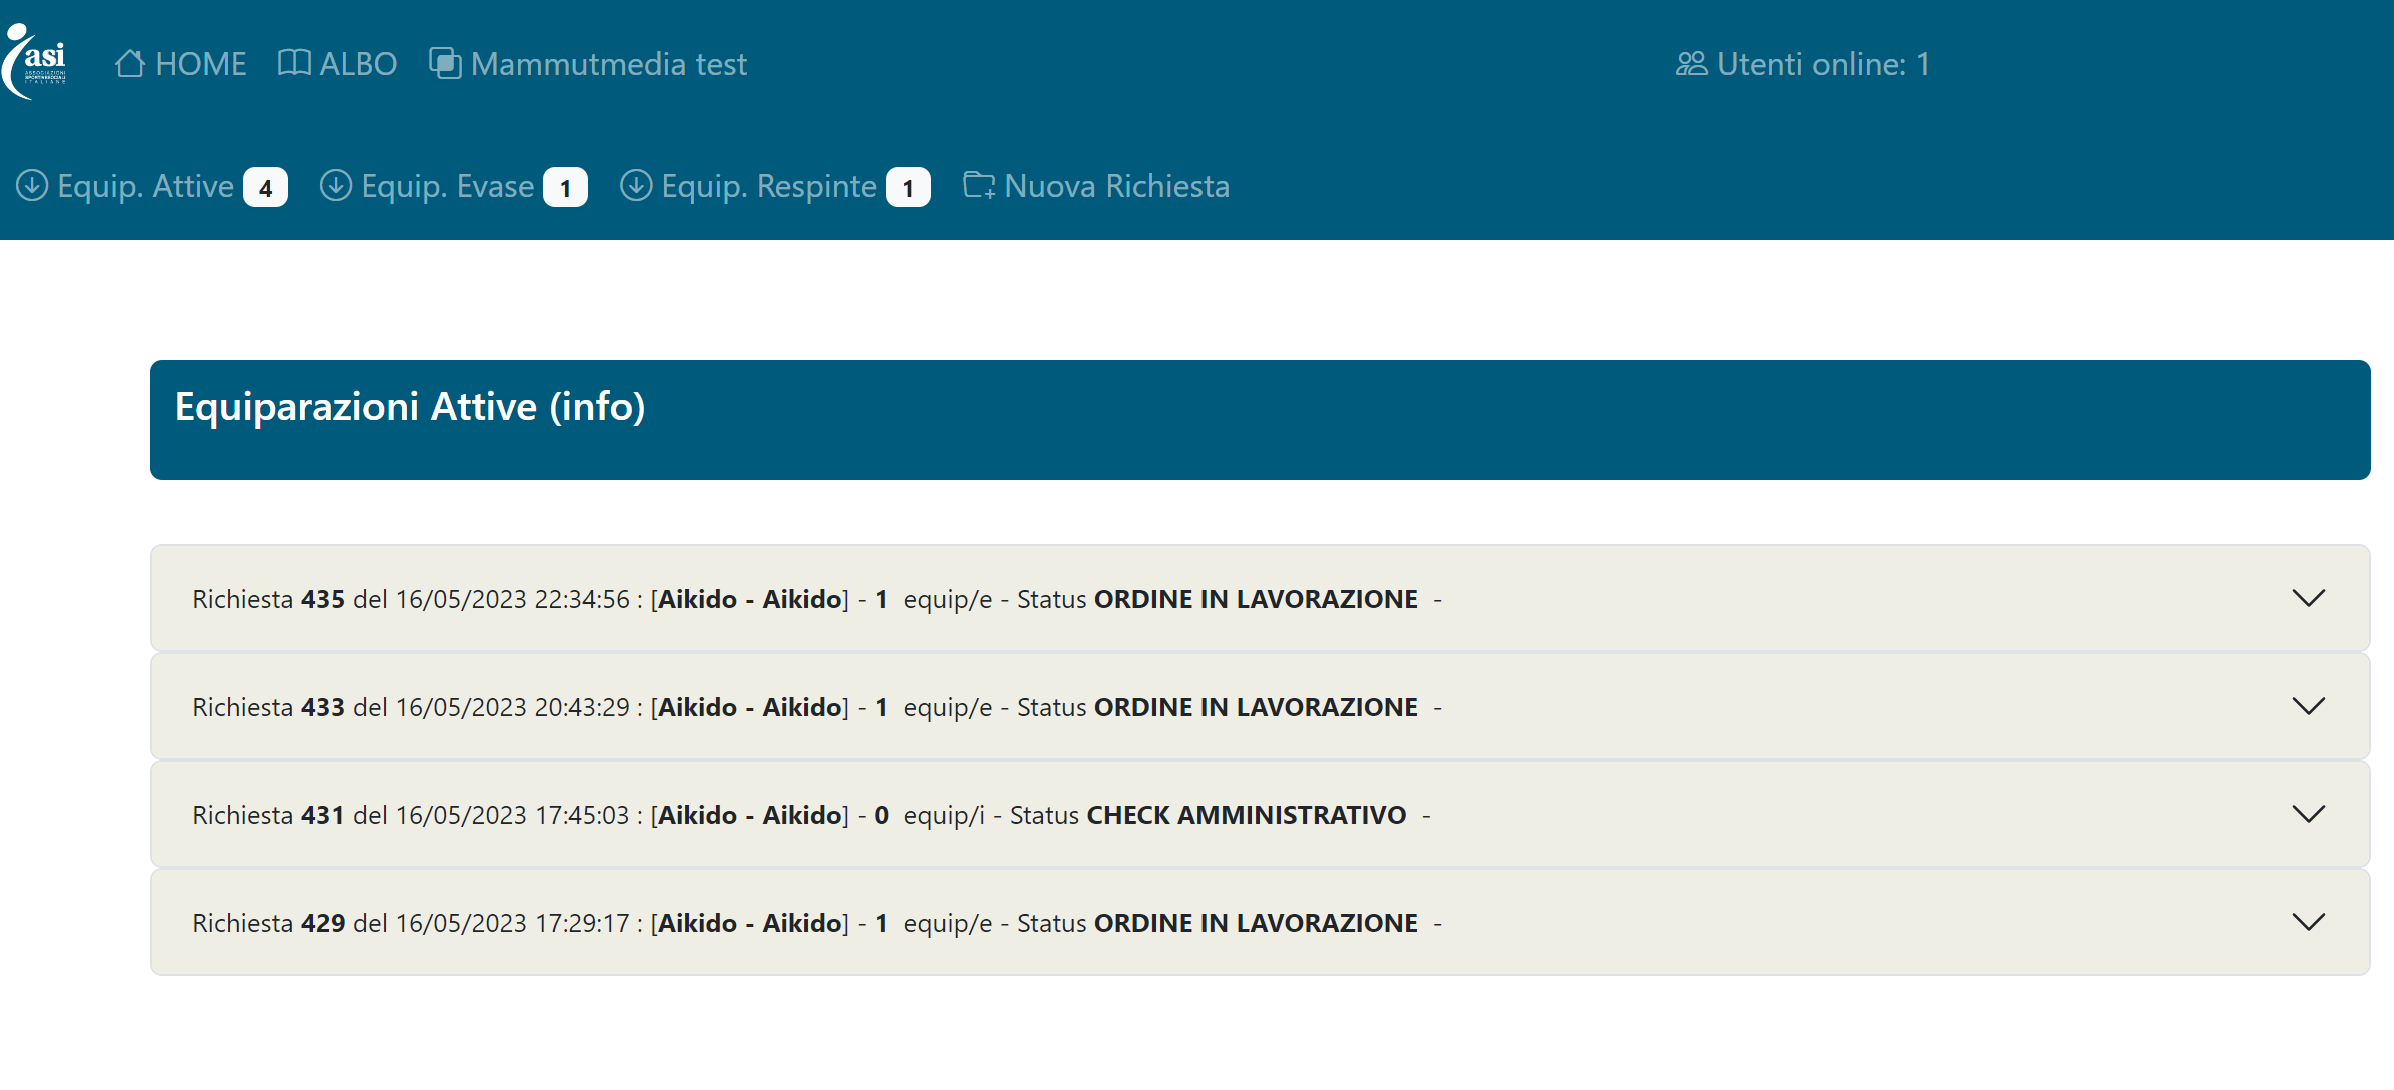 asi
ASSOCIAZIONI
SPORTIVE&SOCIALI
ITALIANE
HOME ALBO Mammutmedia test Utenti online: 1
Equip. Attive 4 Equip. Evase 1 Equip. Respinte 1 Nuova Richiesta
Equiparazioni Attive (info)
Richiesta 435 del 16/05/2023 22:34:56 : [Aikido - Aikido] - 1 equip/e - Status ORDINE IN LAVORAZIONE -
Richiesta 433 del 16/05/2023 20:43:29 : [Aikido - Aikido] - 1 equip/e - Status ORDINE IN LAVORAZIONE -
Richiesta 431 del 16/05/2023 17:45:03 : [Aikido - Aikido] - 0 equip/i - Status CHECK AMMINISTRATIVO -
Richiesta 429 del 16/05/2023 17:29:17 : [Aikido - Aikido] - 1 equip/e - Status ORDINE IN LAVORAZIONE -